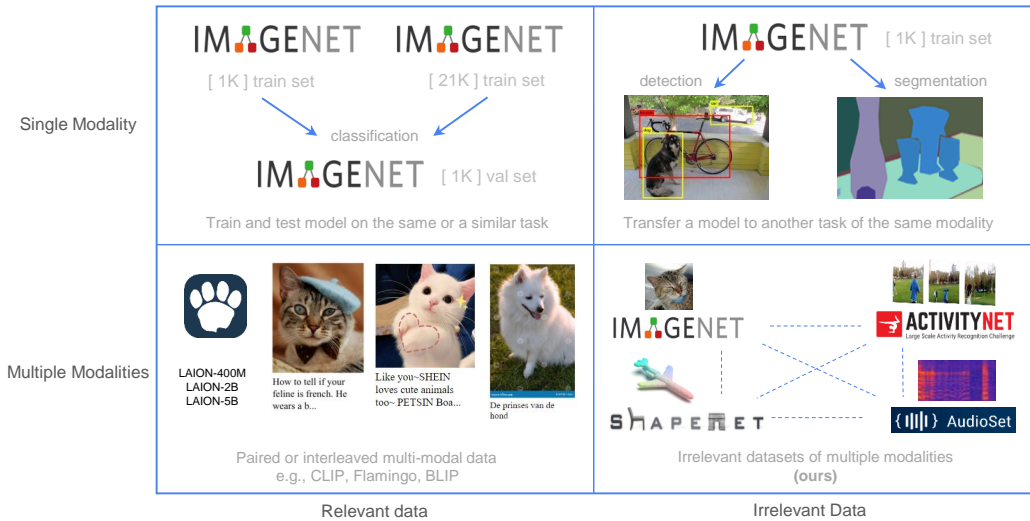 IMAGENET
IMAGENET
[ 1K ] train set
[ 21K ] train set
classification
IMAGENET
[ 1K ] val set
Train and test model on the same or a similar task
IMAGENET
[ 1K ] train set
detection
segmentation
Transfer a model to another task of the same modality
Single Modality
Multiple Modalities
LAION-400M
LAION-2B
LAION-5B
How to tell if your
feline is french. He
wears a b...
Like you~SHEIN
loves cute animals
too~ PETSIN Boa...
De prinses van de
hond
Paired or interleaved multi-modal data
e.g., CLIP, Flamingo, BLIP
IMAGENET
ACTIVITYNET
Large Scale Activity Recognition Challenge
SHAPENET
{} AudioSet
Irrelevant datasets of multiple modalities
(ours)
Relevant data
Irrelevant Data